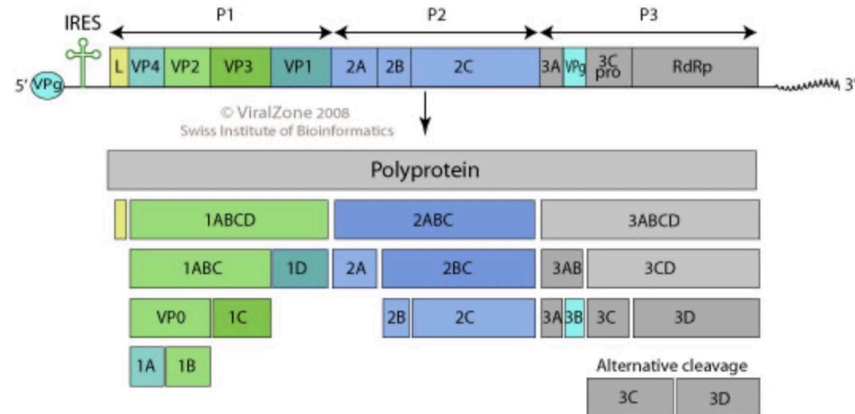 P1 P2 P3
IRES
L VP4 VP2 VP3 VP1 2A 2B 2C 3A VPg 3C pro RdRp
5' VPg 3'
© ViralZone 2008
Swiss Institute of Bioinformatics
Polyprotein
1ABCD 2ABC 3ABCD
1ABC 1D 2A 2BC 3AB 3CD
VP0 1C 2B 2C 3A 3B 3C 3D
1A 1B
Alternative cleavage
3C 3D